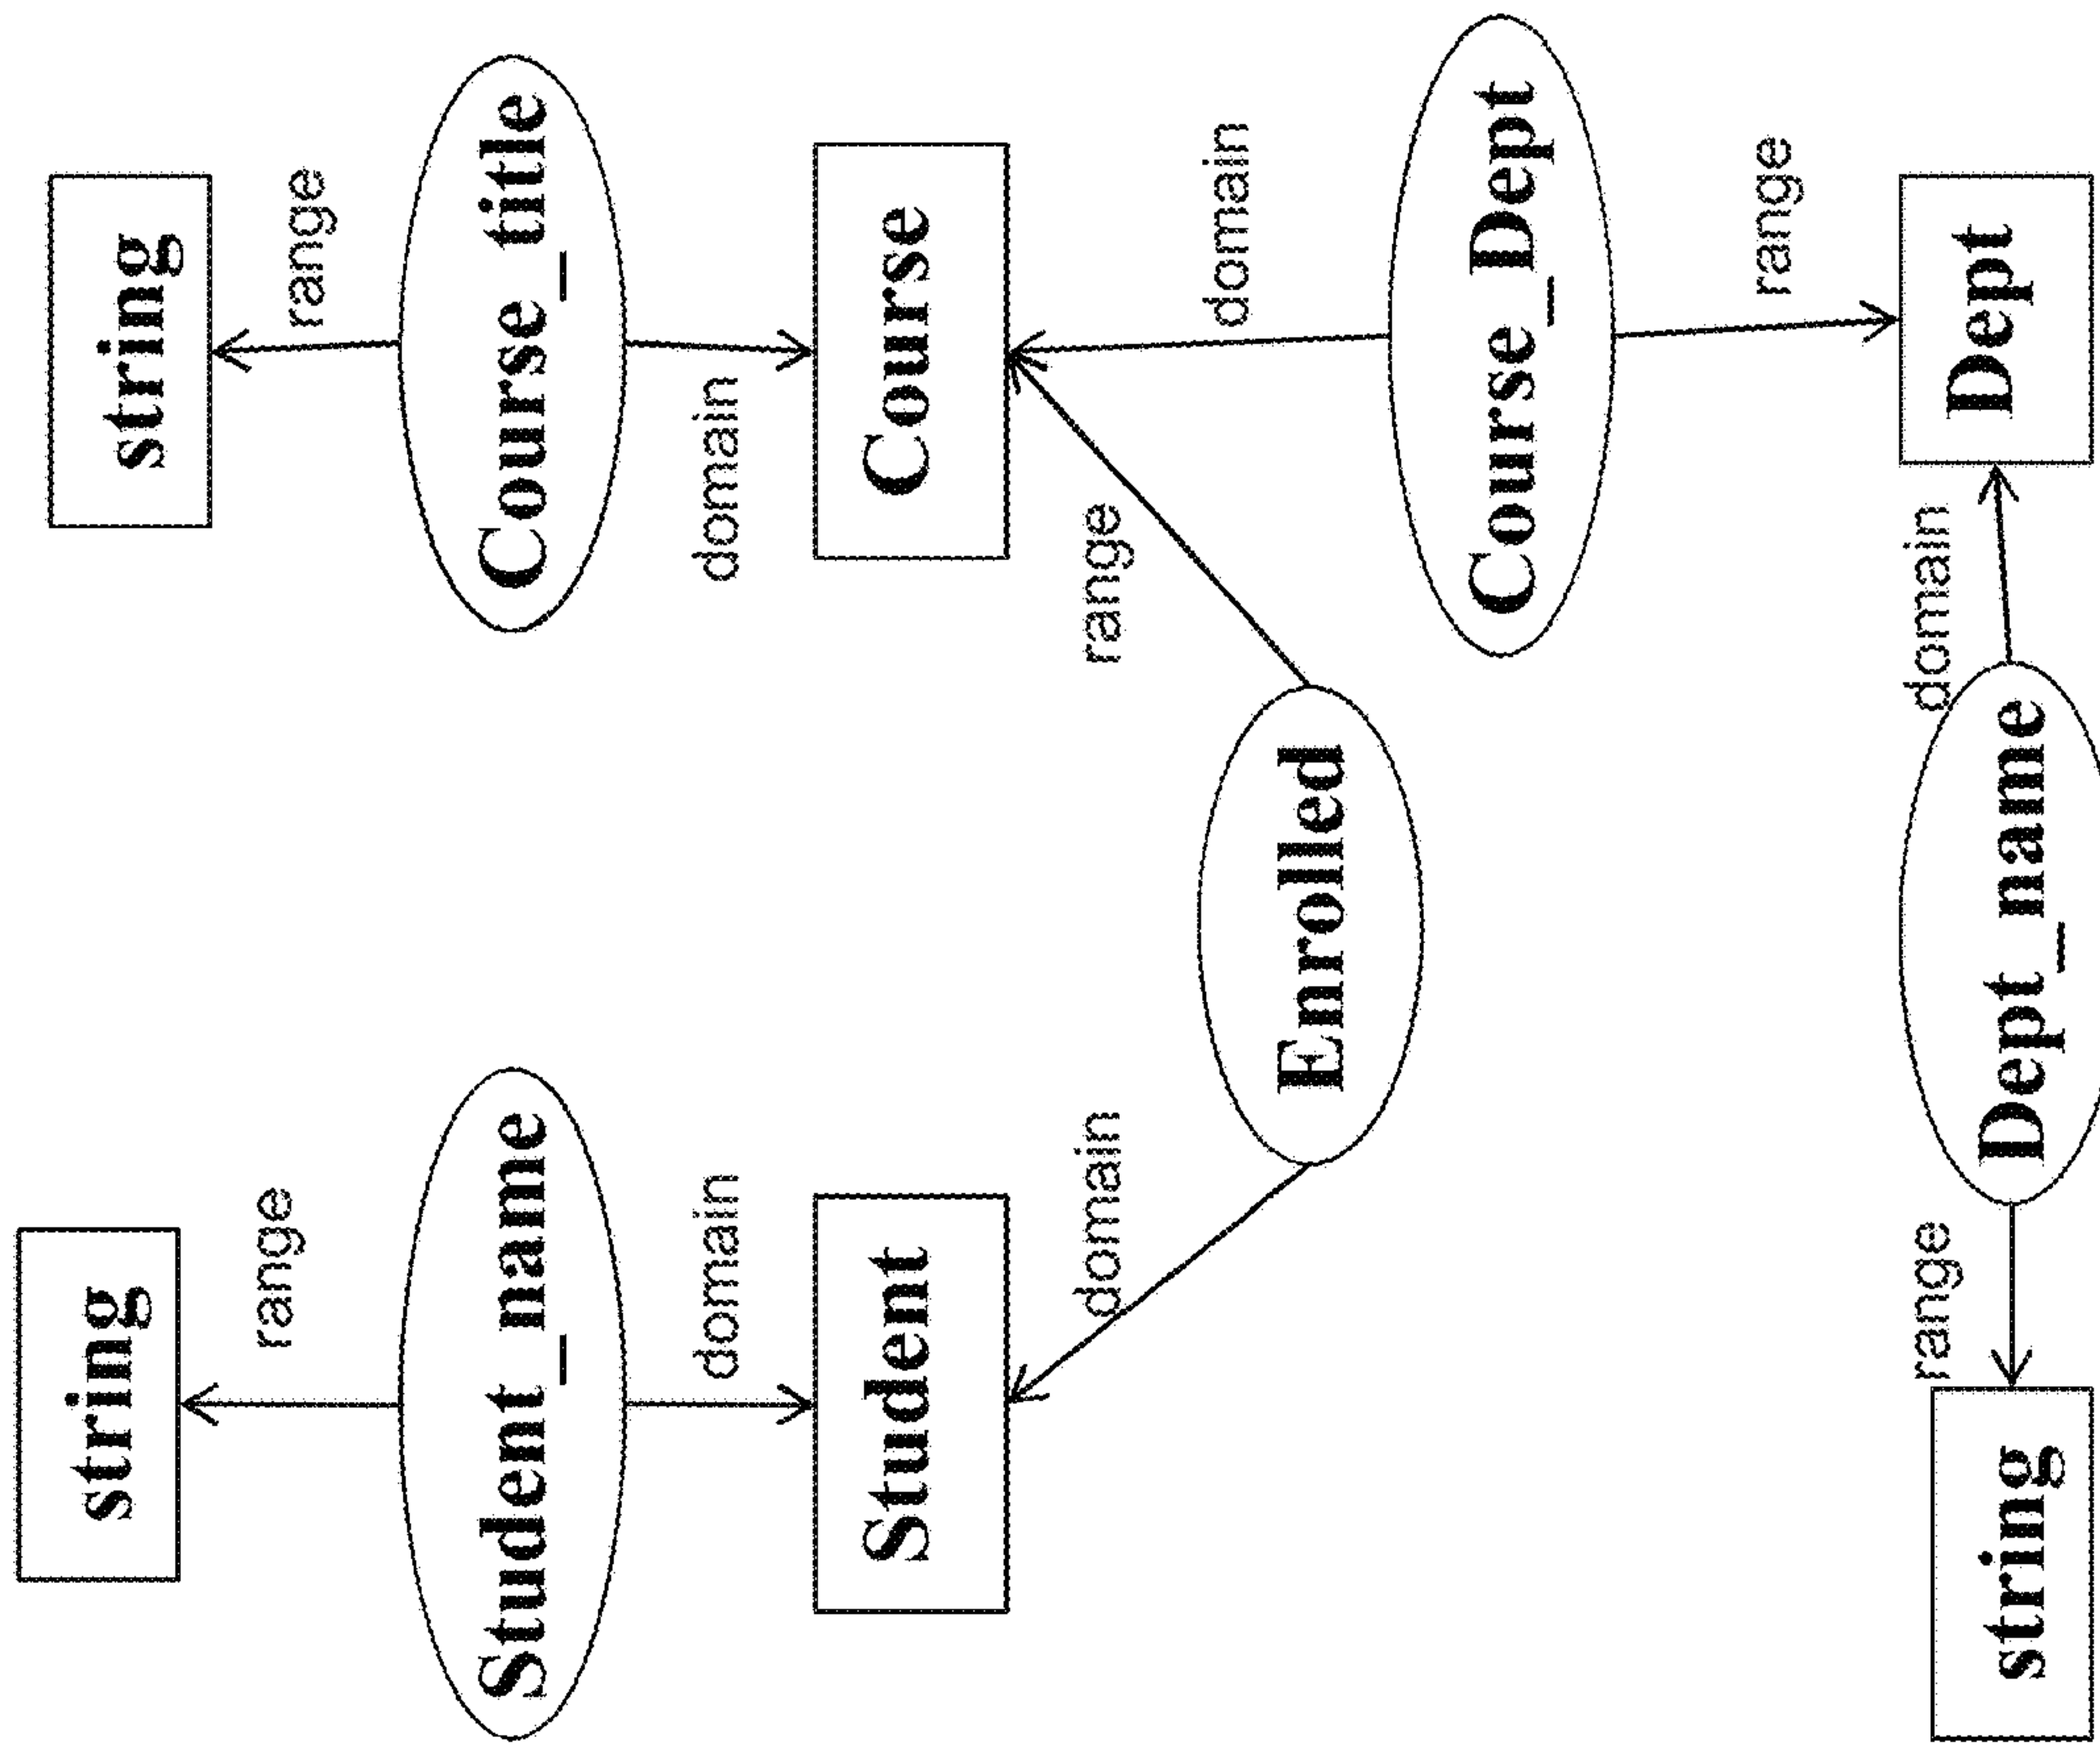 string
string
range
range
Student_name
Course_title
domain
domain
Student
Course
domain
range
domain
Enrolled
Course_Dept
range
range
domain
string
Dept_name
Dept